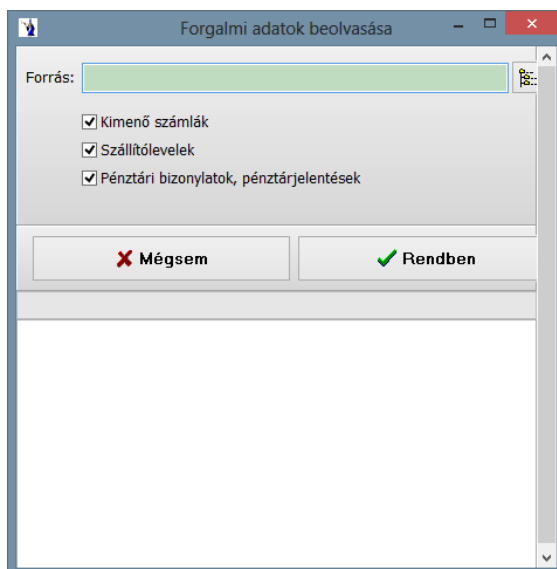 Forgalmi adatok beolvasása
Forrás:
Kimenő számlák
Szállítólevelek
Pénztári bizonylatok, pénztárjelentések
Mégsem
Rendben